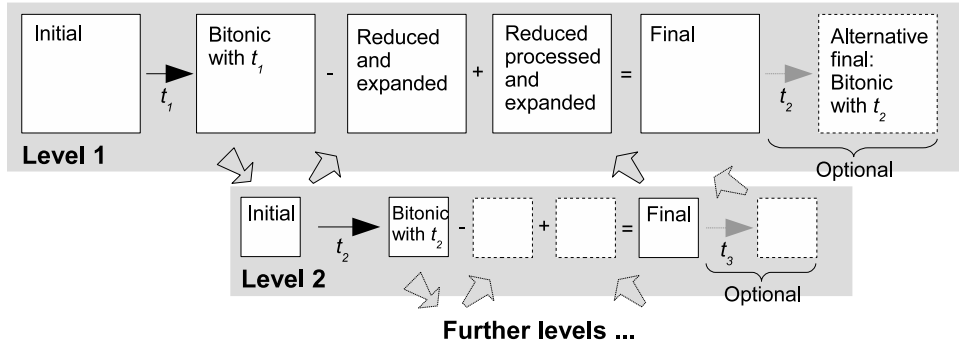 Initial
t1
Bitonic
with t1
-
Reduced
and
expanded
+
Reduced
processed
and
expanded
=
Final
t2
Alternative
final:
Bitonic
with t2
Level 1
Optional
Initial
t2
Bitonic
with t2
-
+
=
Final
t3
Level 2
Optional
Further levels ...